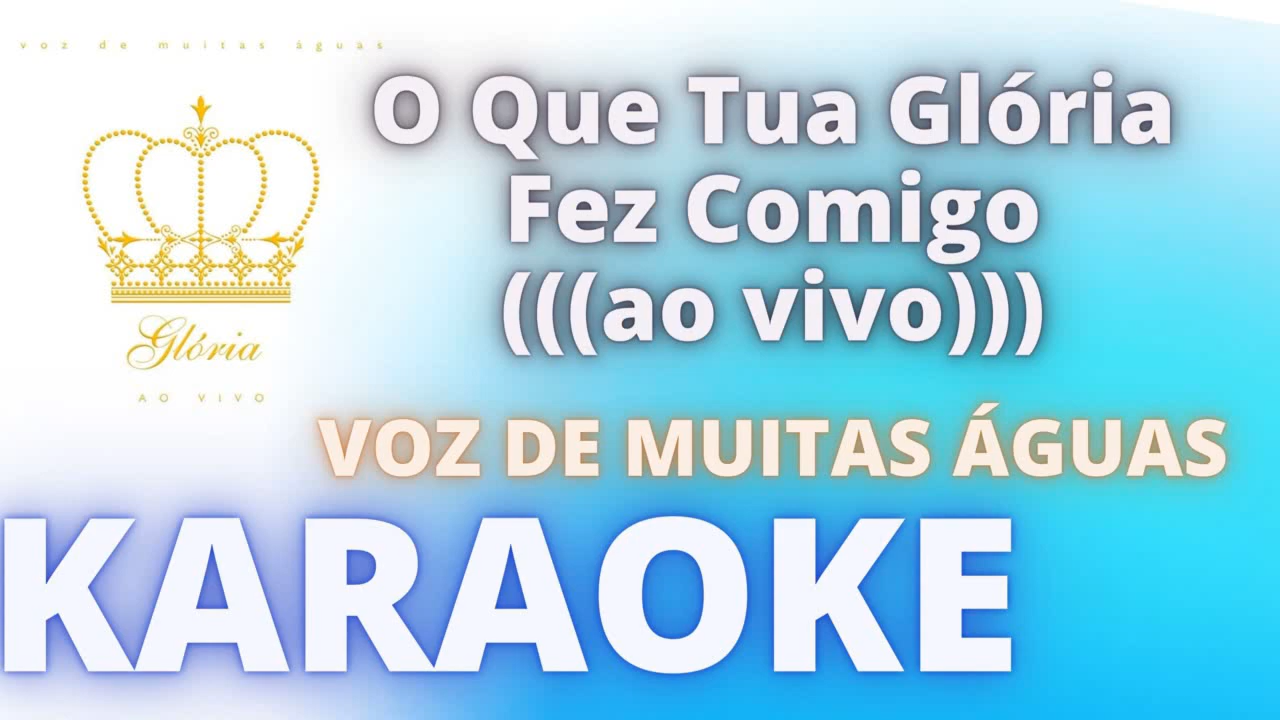 voz de muitas águas
O Que Tua Glória
Fez Comigo
(((ao vivo)))
Glória
AO VIVO
VOZ DE MUITAS ÁGUAS
KARAOKE